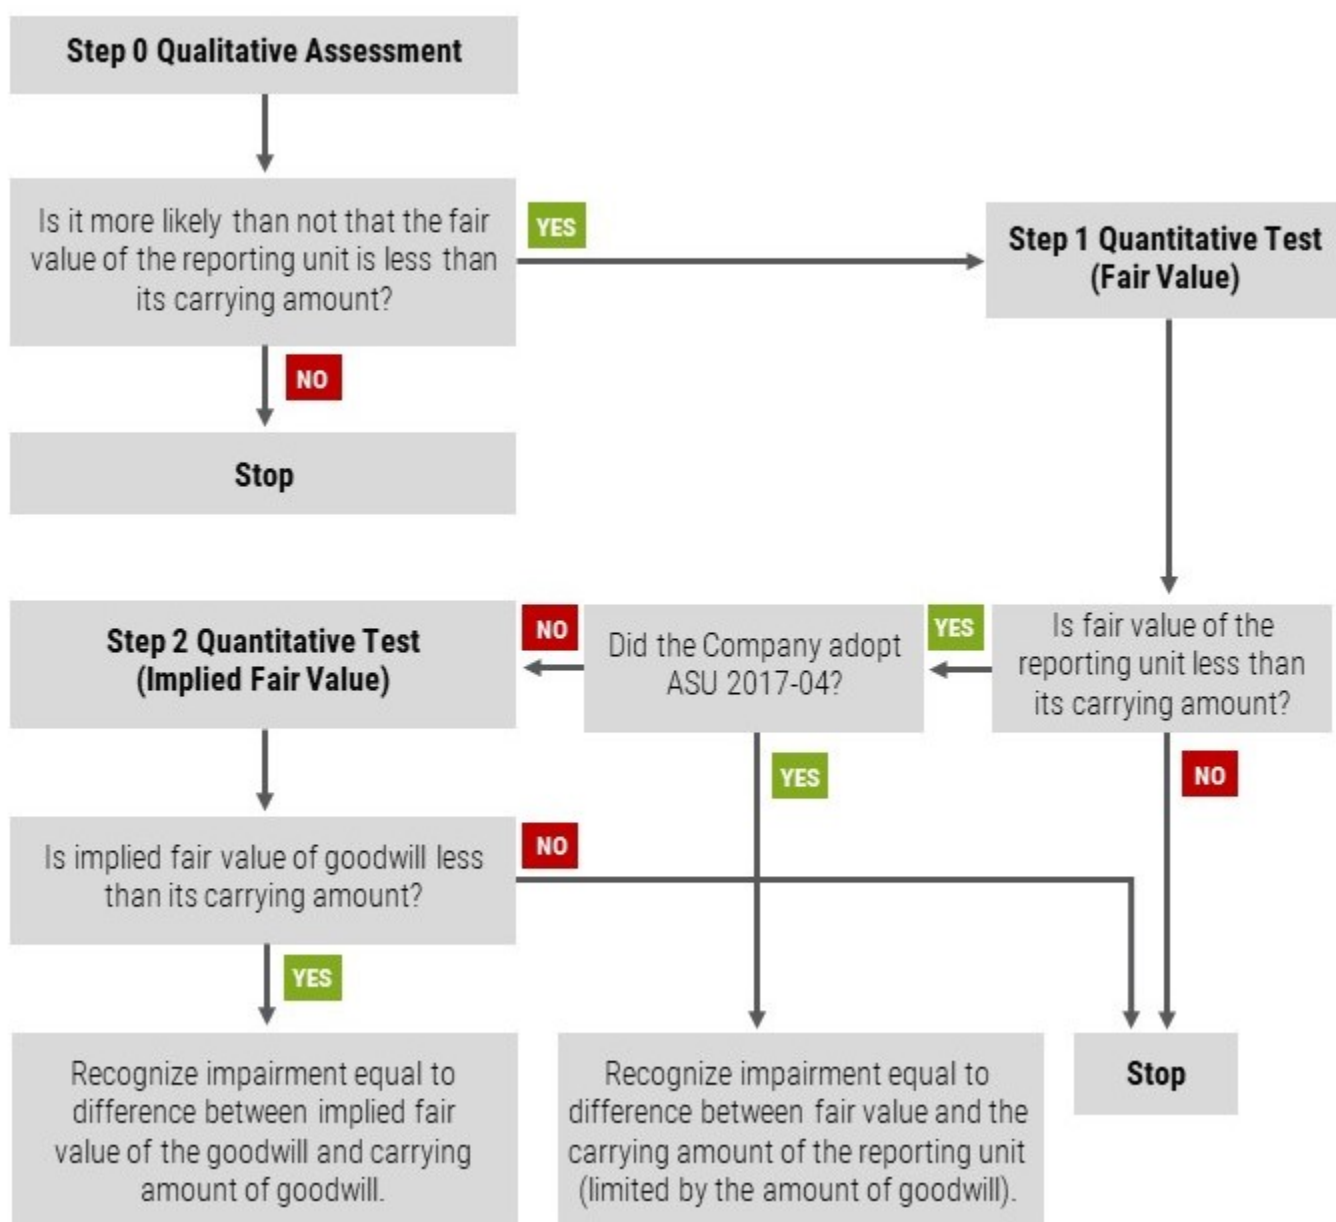 Step 0 Qualitative Assessment
Is it more likely than not that the fair
value of the reporting unit is less than
its carrying amount?
YES
Step 1 Quantitative Test
(Fair Value)
NO
Stop
Is fair value of the
reporting unit less than
its carrying amount?
YES
NO
Did the Company adopt
ASU 2017-04?
NO
YES
Step 2 Quantitative Test
(Implied Fair Value)
Is implied fair value of goodwill less
than its carrying amount?
NO
YES
Recognize impairment equal to
difference between implied fair
value of the goodwill and carrying
amount of goodwill.
Recognize impairment equal to
difference between fair value and the
carrying amount of the reporting unit
(limited by the amount of goodwill).
Stop